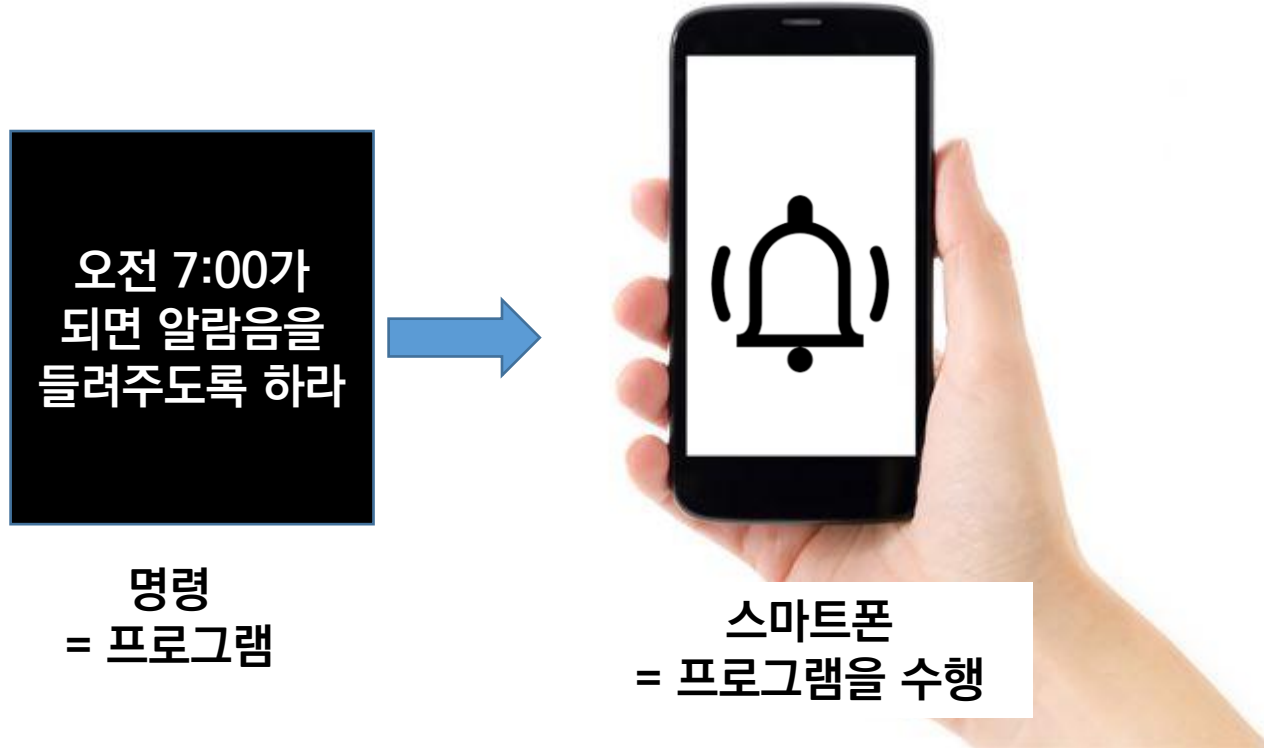 오전 7:00가
되면 알람음을
들려주도록 하라
명령
= 프로그램
스마트폰
= 프로그램을 수행